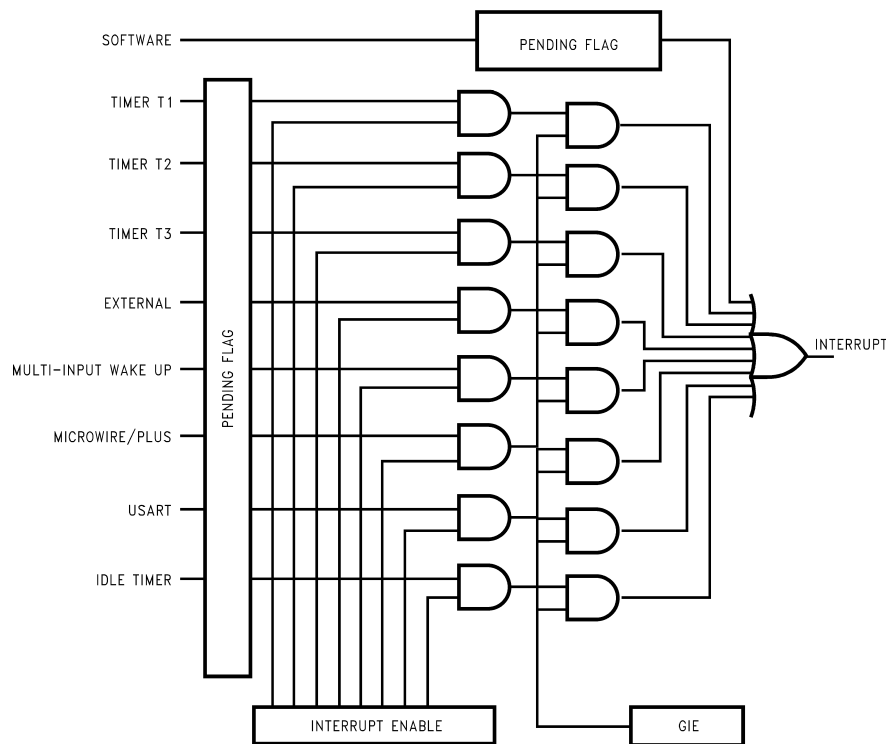 SOFTWARE
PENDING FLAG
TIMER T1
TIMER T2
TIMER T3
EXTERNAL
MULTI-INPUT WAKE UP
MICROWIRE/PLUS
USART
IDLE TIMER
PENDING FLAG
INTERRUPT
INTERRUPT ENABLE
GIE